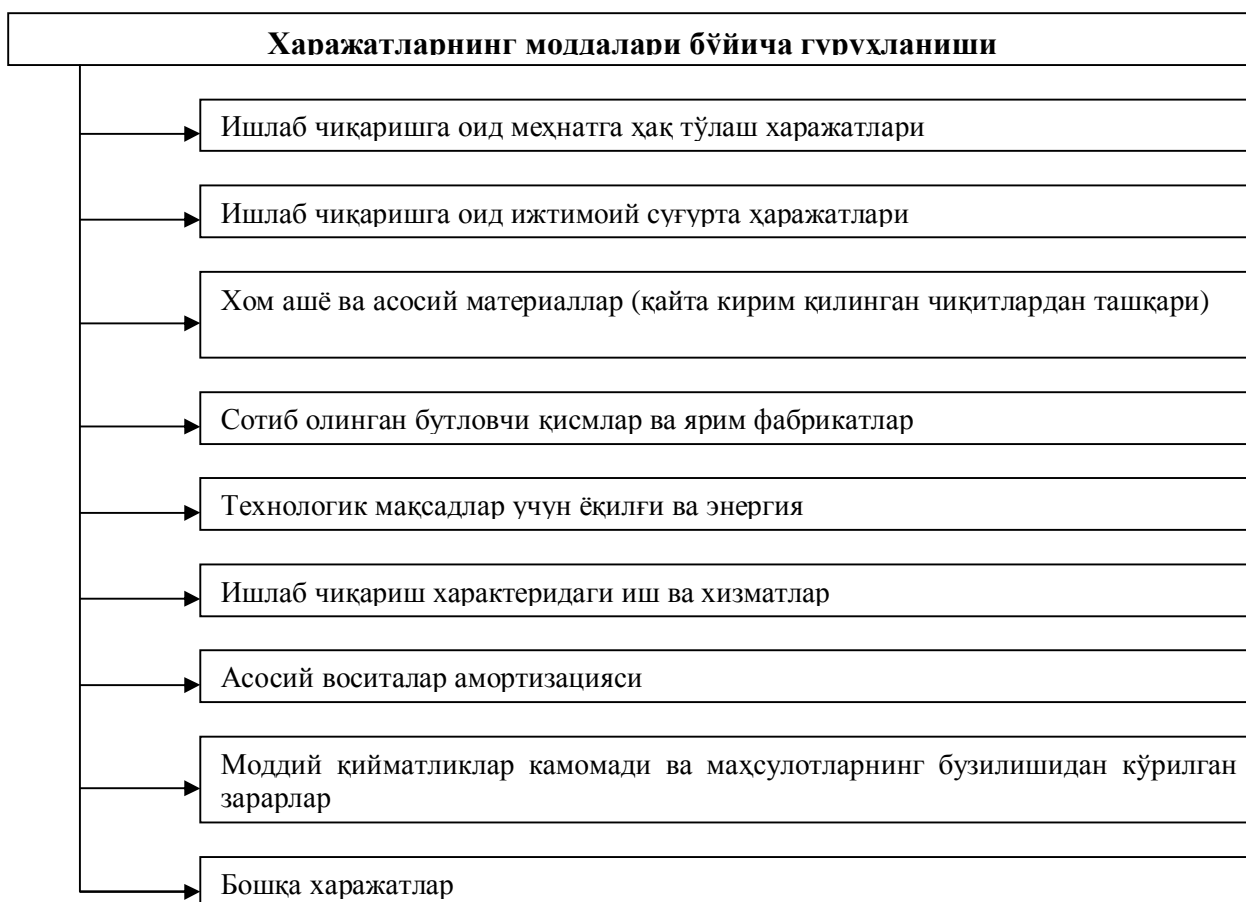 Харажатларнинг моддалари бўйича гуруҳланиши
Ишлаб чиқаришга оид меҳнатга ҳақ тўлаш харажатлари
Ишлаб чиқаришга оид ижтимоий суғурта ҳаражатлари
Хом ашё ва асосий материаллар (қайта кирим қилинган чиқитлардан ташқари)
Сотиб олинган бутловчи қисмлар ва ярим фабрикатлар
Технологик мақсадлар учун ёқилғи ва энергия
Ишлаб чиқариш характеридаги иш ва хизматлар
Асосий воситалар амортизацияси
Моддий қийматликлар камомади ва маҳсулотларнинг бузилишидан кўрилган
зарарлар
Бошқа харажатлар